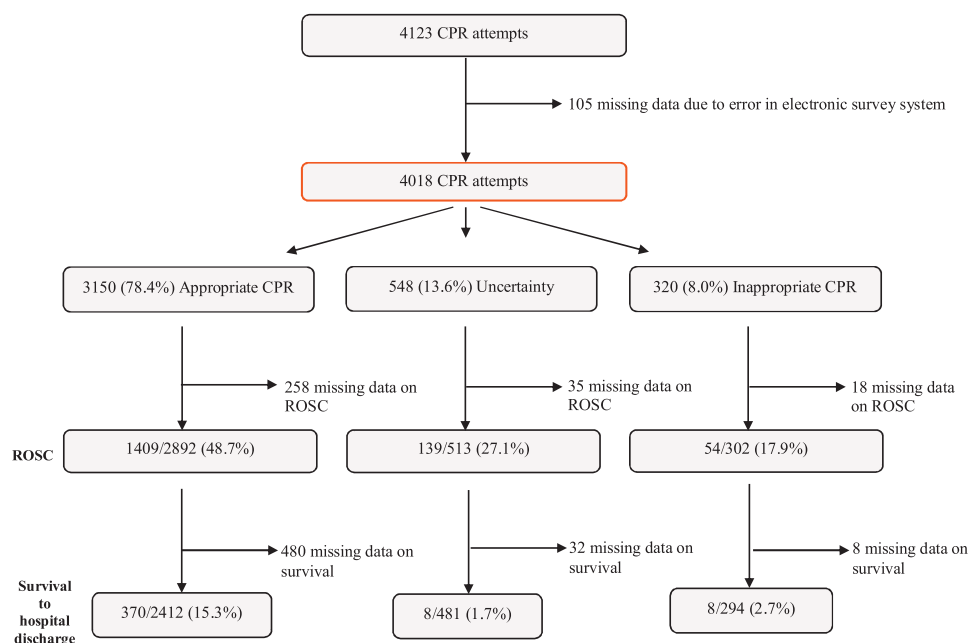 4123 CPR attempts
105 missing data due to error in electronic survey system
4018 CPR attempts
3150 (78.4%) Appropriate CPR
548 (13.6%) Uncertainty
320 (8.0%) Inappropriate CPR
258 missing data on
ROSC
35 missing data on
ROSC
18 missing data
on ROSC
ROSC
1409/2892 (48.7%)
139/513 (27.1%)
54/302 (17.9%)
480 missing data on
survival
32 missing data on
survival
8 missing data on
survival
Survival
to
hospital
discharge
370/2412 (15.3%)
8/481 (1.7%)
8/294 (2.7%)